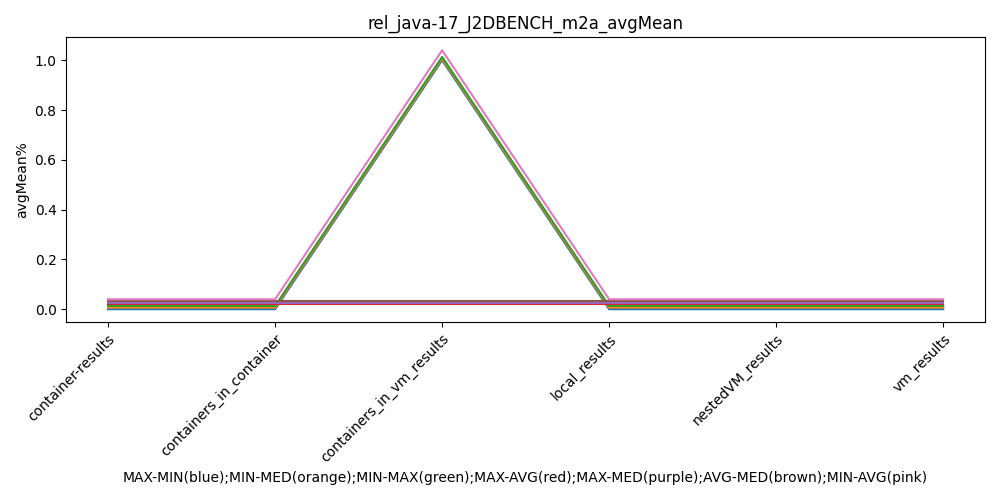 rel_java-17_J2DBENCH_m2a_avgMean
avgMean%
1.0
0.8
0.6
0.4
0.2
0.0
container-results
containers_in_container
containers_in_vm_results
local_results
nestedVM_results
vm_results
MAX-MIN(blue);MIN-MED(orange);MIN-MAX(green);MAX-AVG(red);MAX-MED(purple);AVG-MED(brown);MIN-AVG(pink)